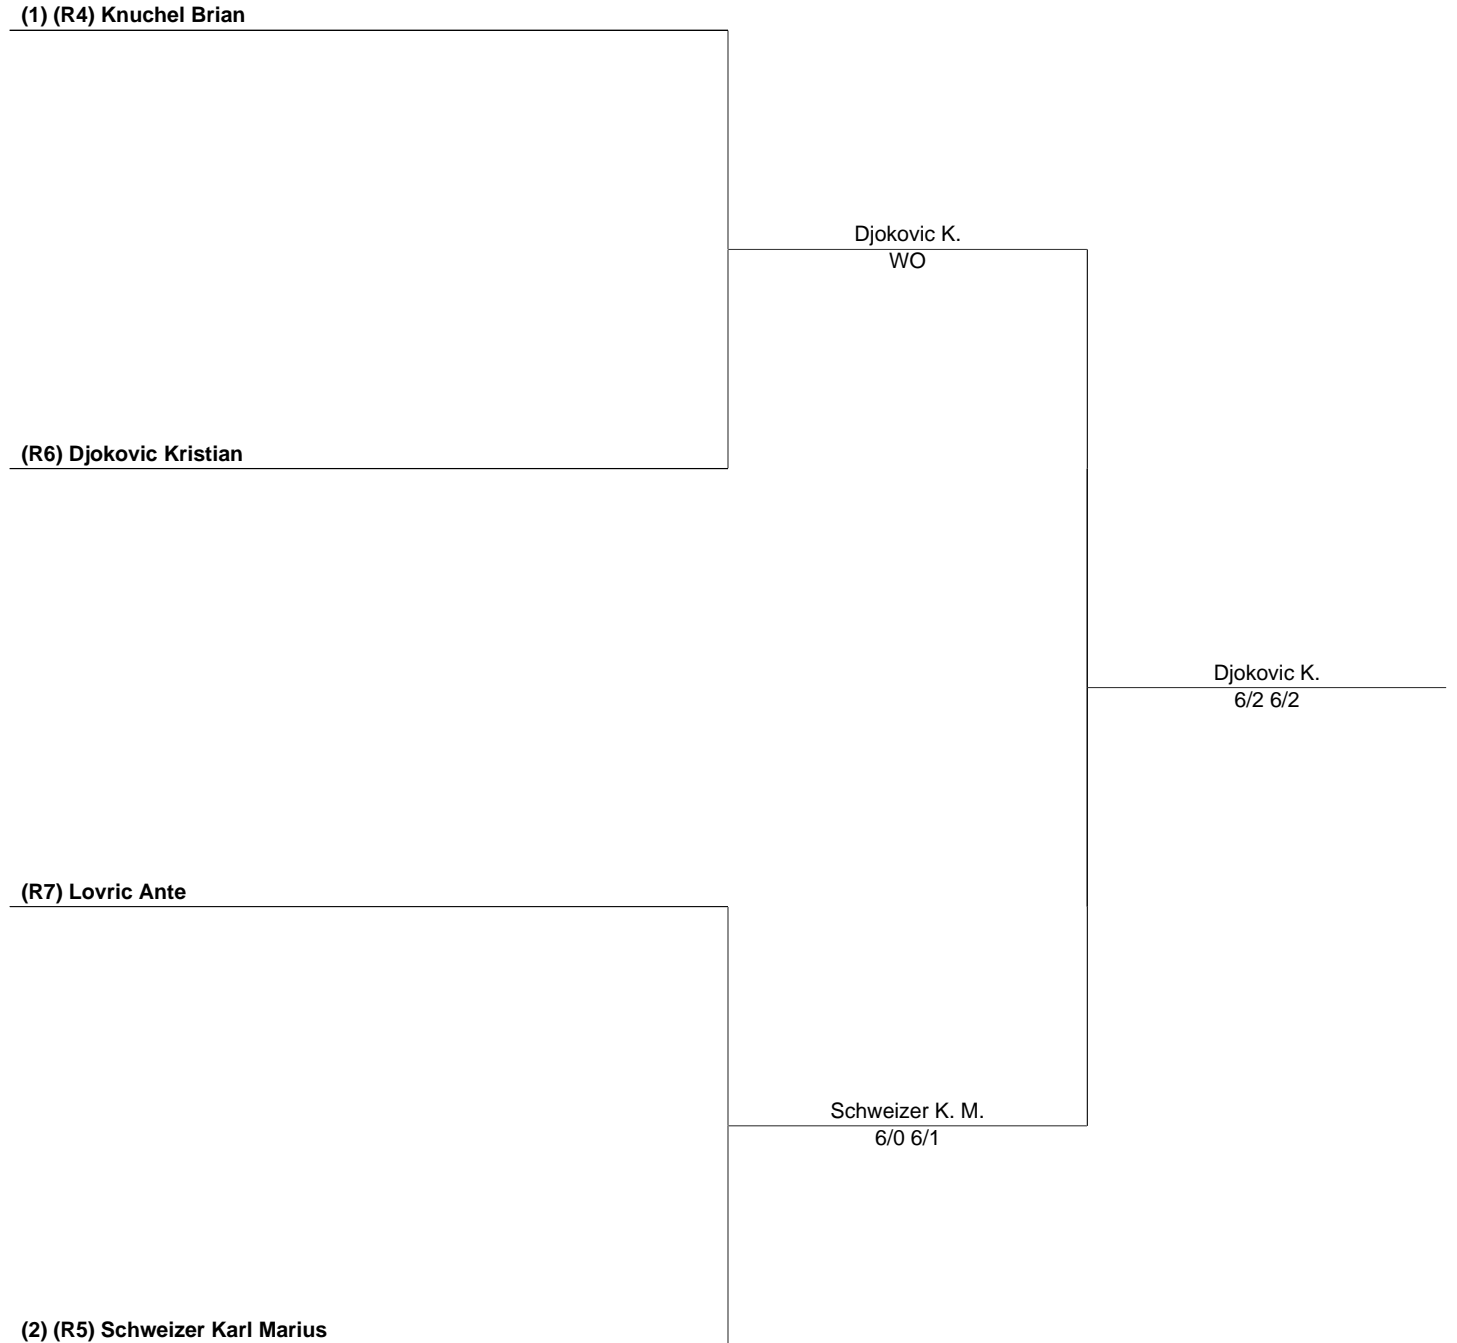 (1) (R4) Knuchel Brian
Djokovic K.
WO
(R6) Djokovic Kristian
Djokovic K.
6/2 6/2
(R7) Lovric Ante
Schweizer K. M.
6/0 6/1
(2) (R5) Schweizer Karl Marius